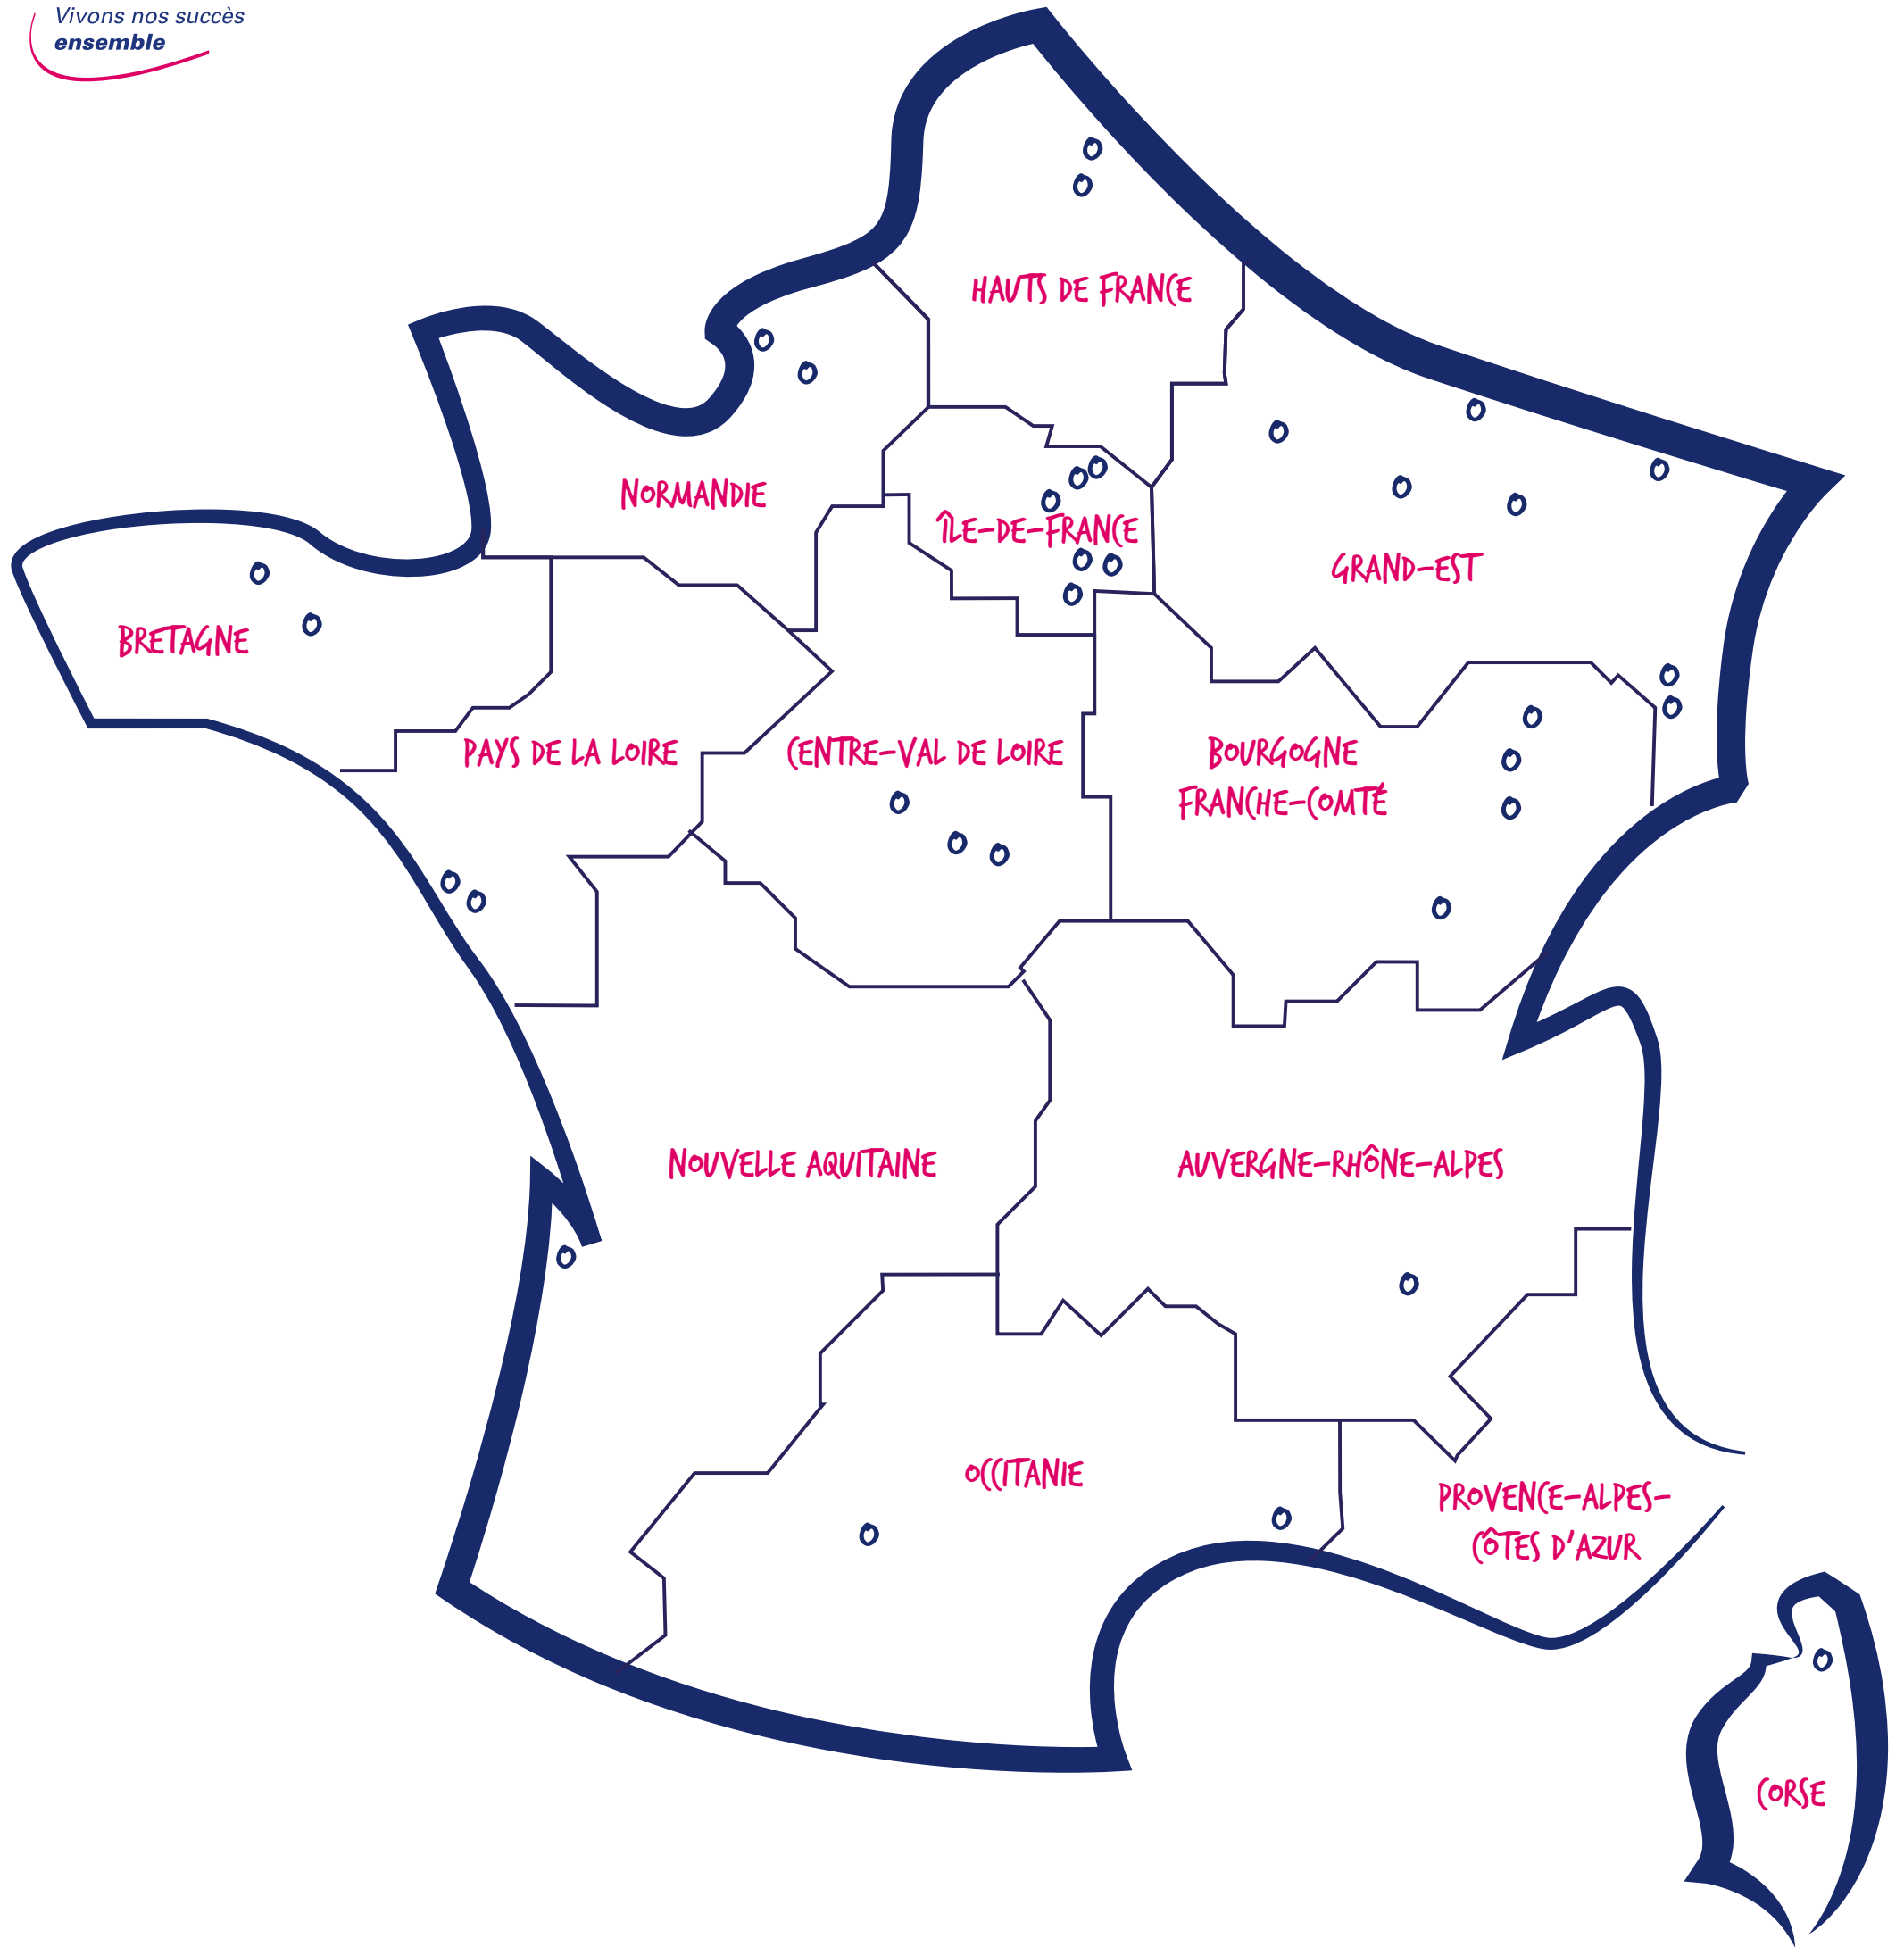 Vivons nos succès
ensemble
HAUTS DE FRANCE
NORMANDIE
ÎLE-DE-FRANCE
GRAND-EST
BRETAGNE
PAYS DE LA LOIRE
CENTRE-VAL DE LOIRE
BOURGOGNE
FRANCHE-COMTÉ
NOUVELLE AQUITAINE
AUVERGNE-RHÔNE-ALPES
OCCITANIE
PROVENCE-ALPES-
CÔTES D'AZUR
CORSE